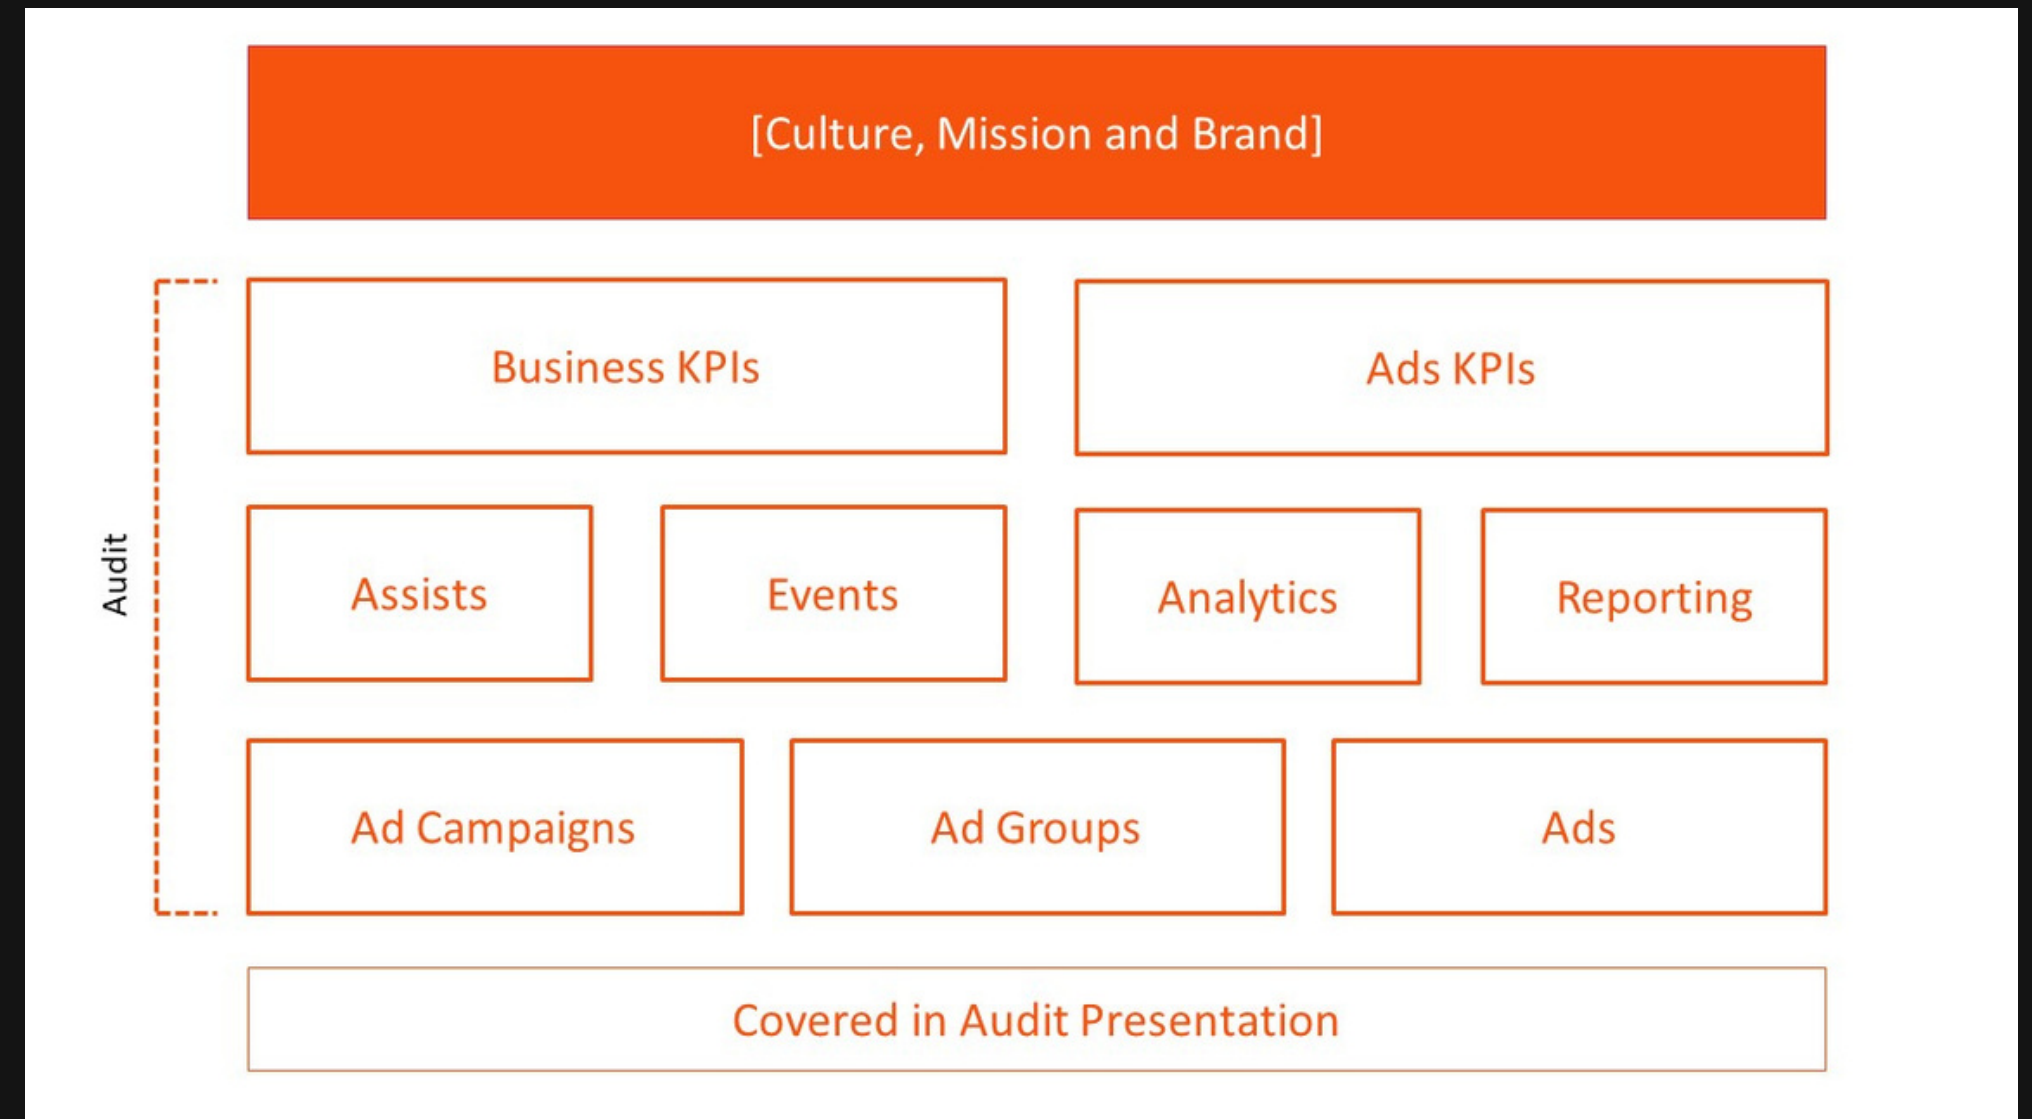 [Culture, Mission and Brand]
Audit
Business KPIs
Ads KPIs
Assists
Events
Analytics
Reporting
Ad Campaigns
Ad Groups
Ads
Covered in Audit Presentation